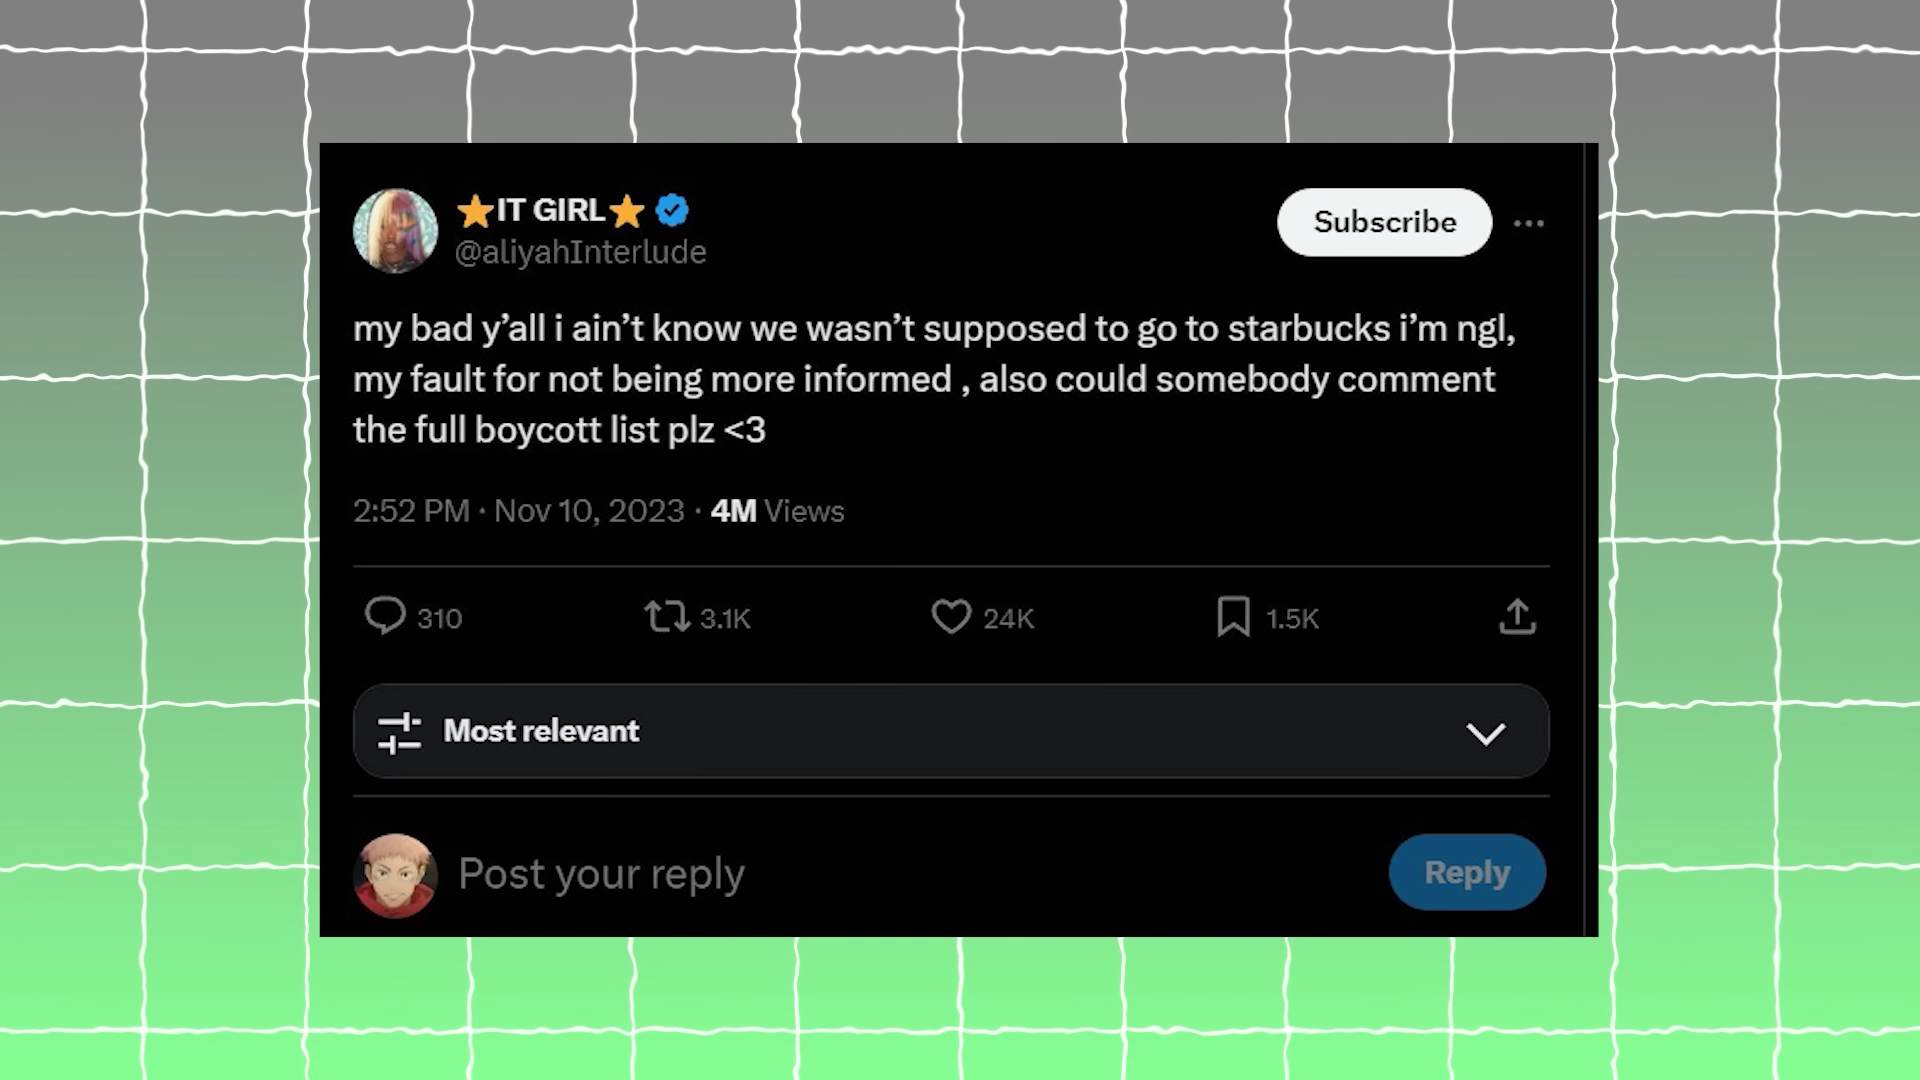 ⭐IT GIRL⭐
@aliyahInterlude
Subscribe
my bad y’all i ain’t know we wasn’t supposed to go to starbucks i’m ngl,
my fault for not being more informed , also could somebody comment
the full boycott list plz <3
2:52 PM · Nov 10, 2023 · 4M Views
310 3.1K 24K 1.5K
Most relevant
Post your reply
Reply